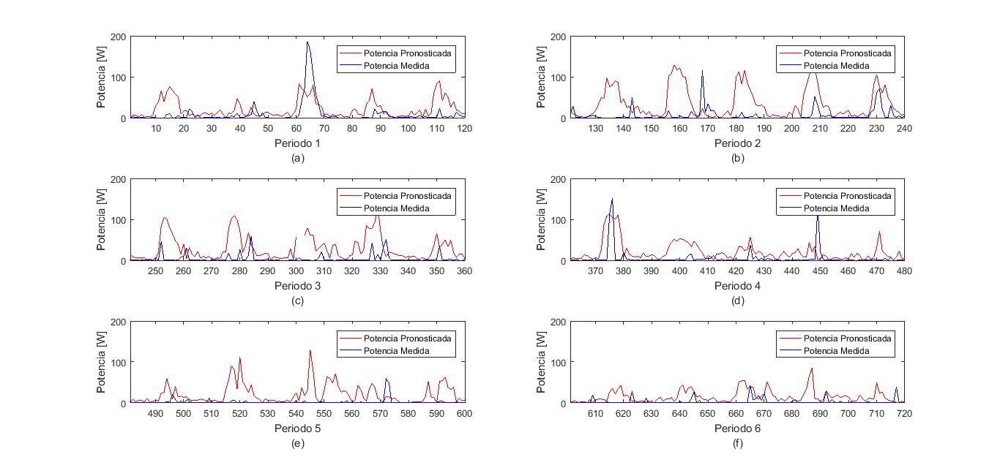 200
100
0
Potencia [W]
Potencia Pronosticada
Potencia Medida
10 20 30 40 50 60 70 80 90 100 110 120
Periodo 1
(a)
200
100
0
Potencia [W]
Potencia Pronosticada
Potencia Medida
130 140 150 160 170 180 190 200 210 220 230 240
Periodo 2
(b)
200
100
0
Potencia [W]
Potencia Pronosticada
Potencia Medida
250 260 270 280 290 300 310 320 330 340 350 360
Periodo 3
(c)
200
100
0
Potencia [W]
Potencia Pronosticada
Potencia Medida
370 380 390 400 410 420 430 440 450 460 470 480
Periodo 4
(d)
200
100
0
Potencia [W]
Potencia Pronosticada
Potencia Medida
490 500 510 520 530 540 550 560 570 580 590 600
Periodo 5
(e)
200
100
0
Potencia [W]
Potencia Pronosticada
Potencia Medida
610 620 630 640 650 660 670 680 690 700 710 720
Periodo 6
(f)